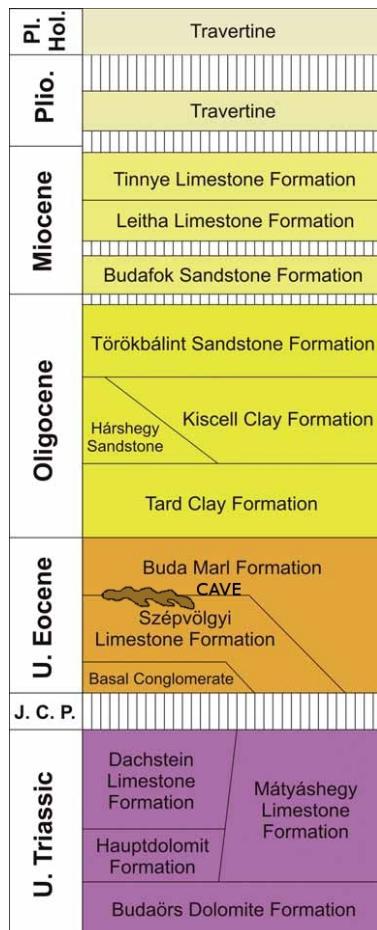 Pl.
Hol.
Travertine
Plio.
Travertine
Miocene
Tinnye Limestone Formation
Leitha Limestone Formation
Budafok Sandstone Formation
Oligocene
Törökbálint Sandstone Formation
Hárshegy
Sandstone
Kiscell Clay Formation
Tard Clay Formation
U. Eocene
Buda Marl Formation
CAVE
Szépvölgyi
Limestone Formation
Basal Conglomerate
J. C. P.
U. Triassic
Dachstein
Limestone
Formation
Mátyáshegy
Limestone
Formation
Hauptdolomit
Formation
Budaörs Dolomite Formation